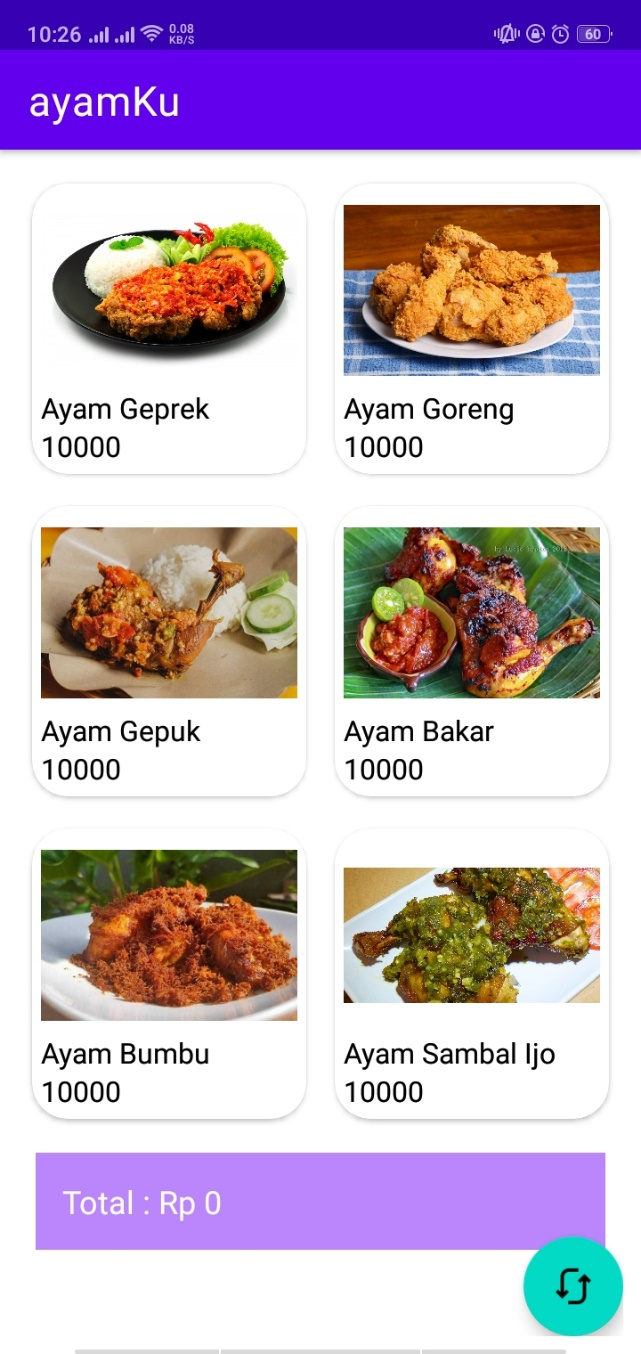 10:26
0.08
KB/S
60
ayamKu
Ayam Geprek
10000
Ayam Goreng
10000
Ayam Gepuk
10000
Ayam Bakar
10000
Ayam Bumbu
10000
Ayam Sambal Ijo
10000
Total : Rp 0